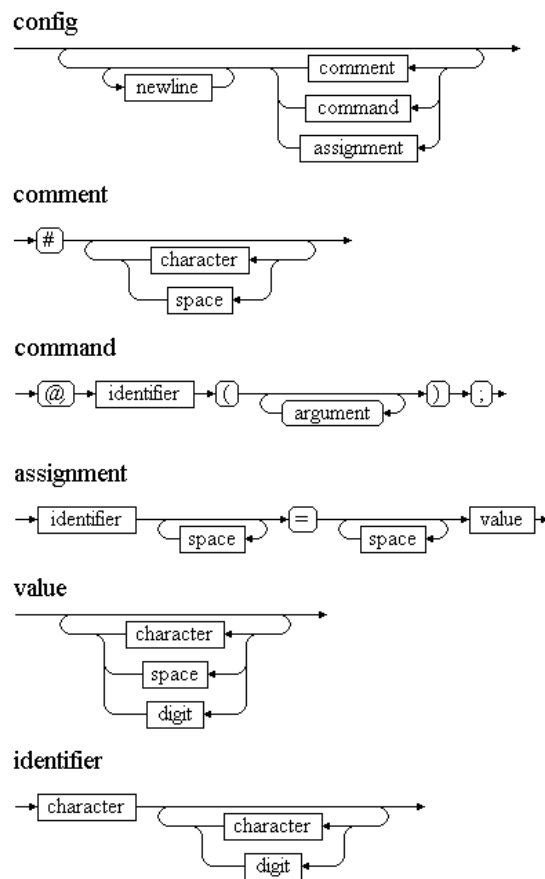 config
comment
newline
command
assignment
comment
#
character
space
command
@ identifier ( ) ;
argument
assignment
identifier = value
space space
value
character
space
digit
identifier
character
character
digit